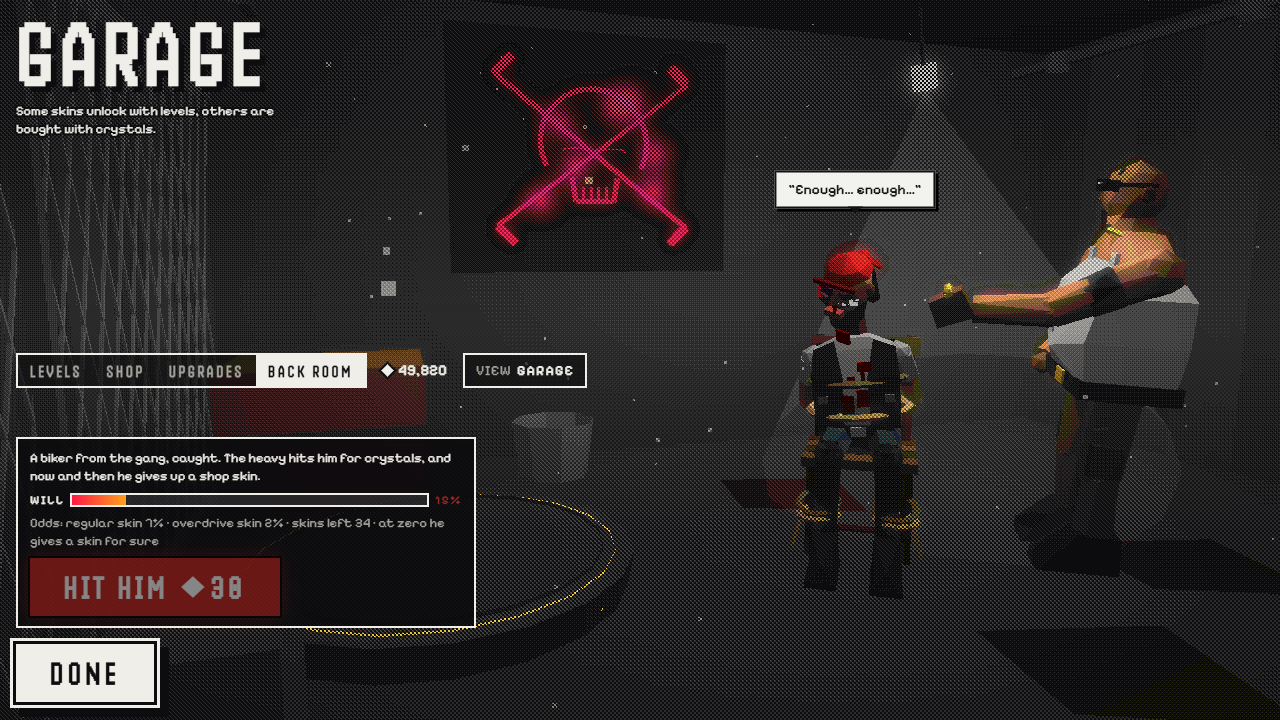 GARAGE
Some skins unlock with levels, others are
bought with crystals.
"Enough... enough..."
LEVELS SHOP UPGRADES BACK ROOM 49,820 VIEW GARAGE
A biker from the gang, caught. The heavy hits him for crystals, and
now and then he gives up a shop skin.
WILL 15%
Odds: regular skin 7% · overdrive skin 2% · skins left 34 · at zero he
gives a skin for sure
HIT HIM ◆30
DONE